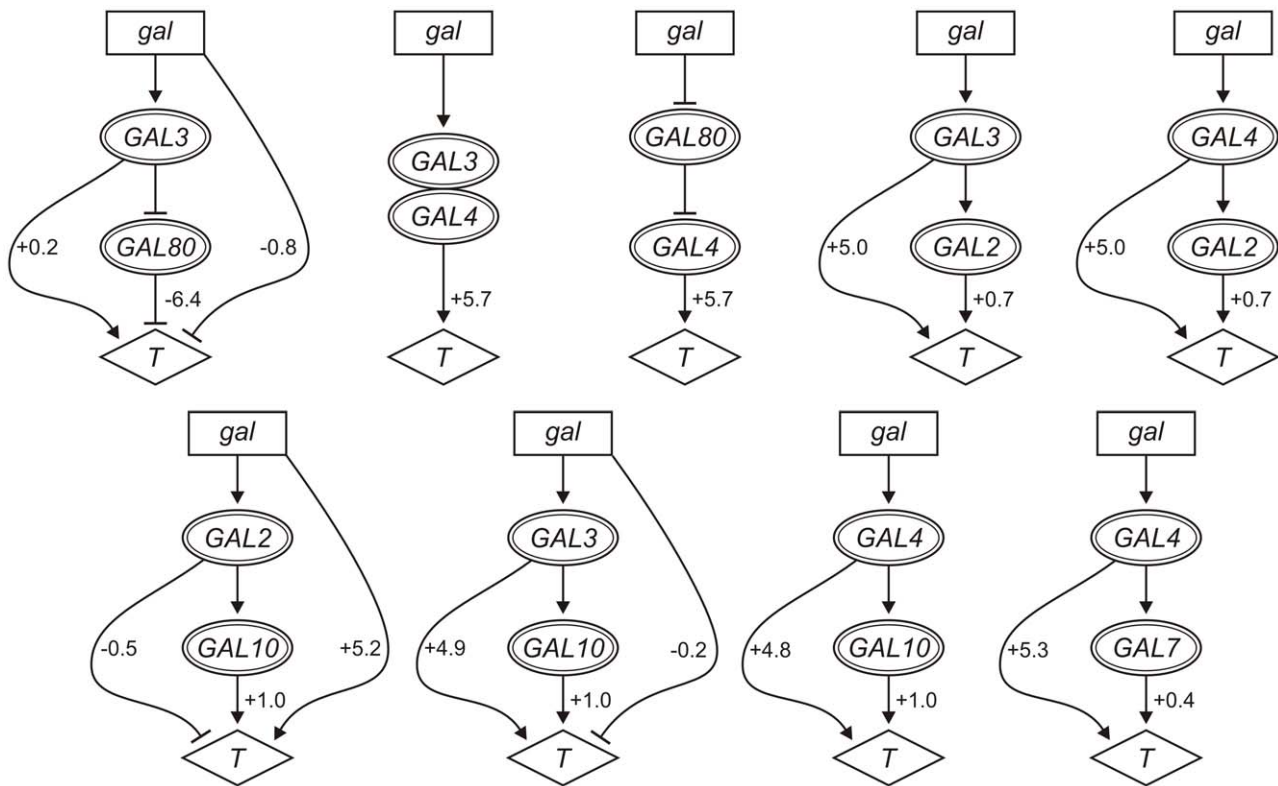 gal gal gal gal gal
GAL3 GAL80 GAL3 GAL4
GAL3
GAL4
+0.2 GAL80 -0.8 GAL4 +5.0 GAL2 +5.0 GAL2
-6.4 +5.7 +5.7 +0.7 +0.7
T T T T T
gal gal gal gal
GAL2 GAL3 GAL4 GAL4
-0.5 GAL10 +5.2 +4.9 GAL10 -0.2 +4.8 GAL10 +5.3 GAL7
+1.0 +1.0 +1.0 +0.4
T T T T